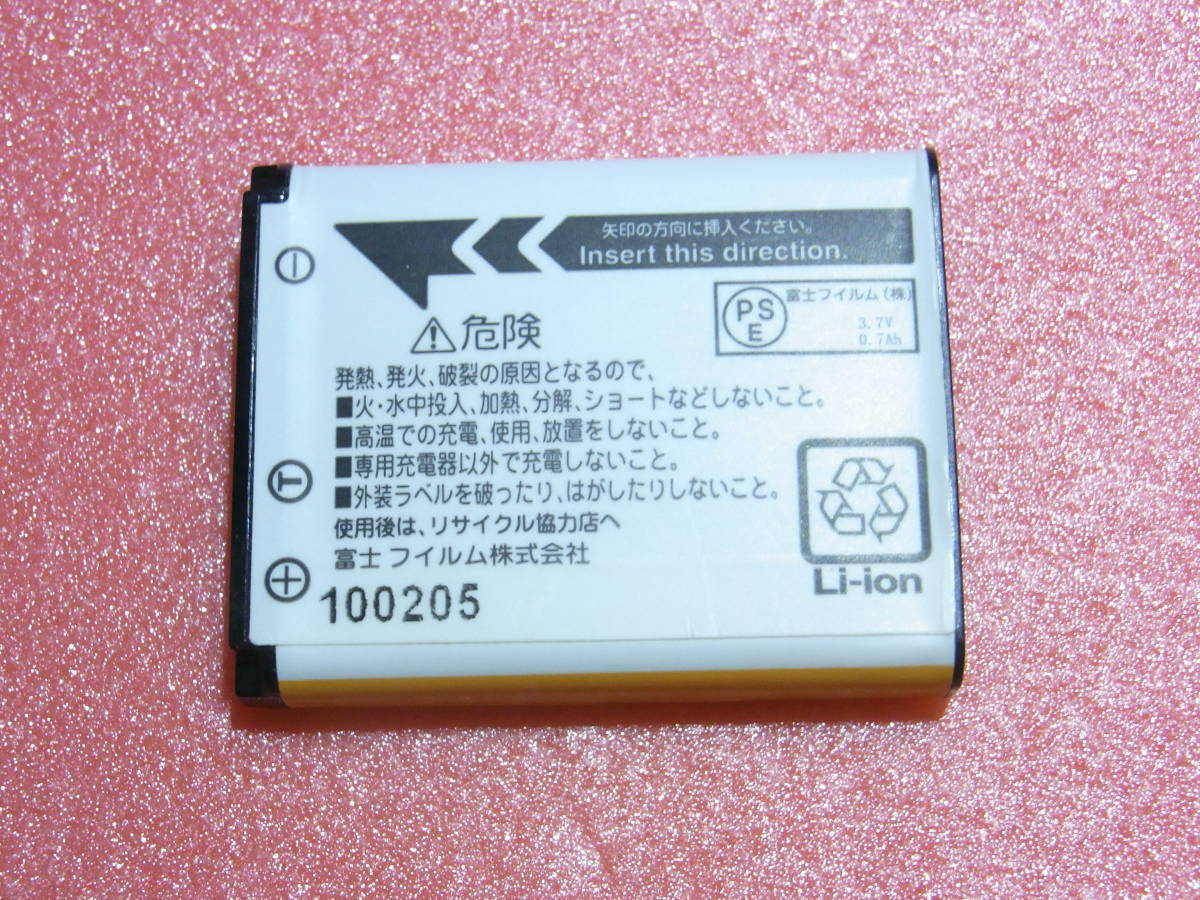 矢印の方向に挿入ください。
Insert this direction.
PS
E
富士フイルム(株)
3.7V
0.7Ah
⚠危険
発熱、発火、破裂の原因となるので、
■火・水中投入、加熱、分解、ショートなどしないこと。
■高温での充電、使用、放置をしないこと。
■専用充電器以外で充電しないこと。
■外装ラベルを破ったり、はがしたりしないこと。
使用後は、リサイクル協力店へ
富士フイルム株式会社
100205
Li-ion
−
T
+